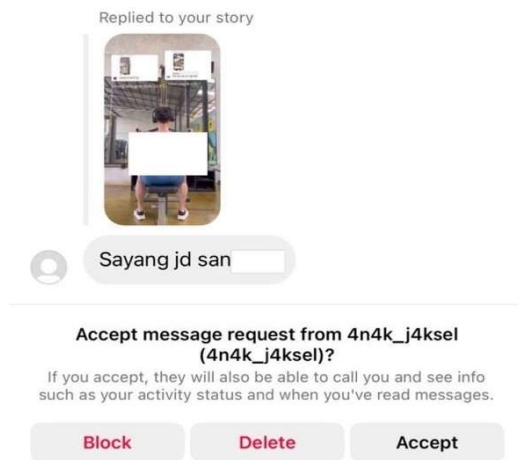 Replied to your story
Sayang jd san
Accept message request from 4n4k_j4ksel
(4n4k_j4ksel)?
If you accept, they will also be able to call you and see info
such as your activity status and when you've read messages.
Block
Delete
Accept